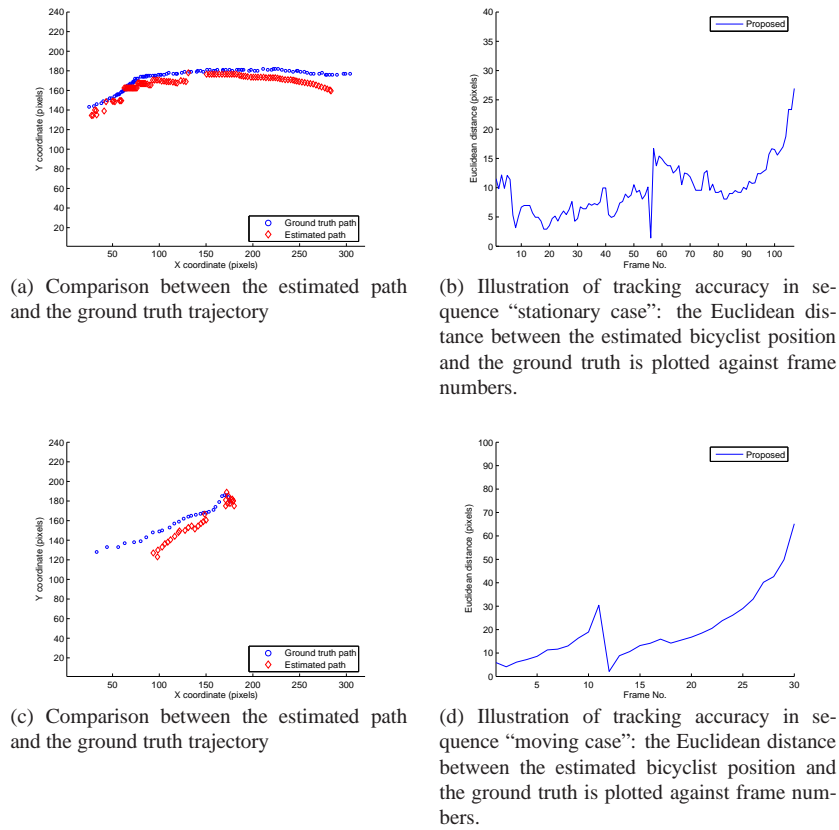 240
220
200
180
160
140
120
100
80
60
40
20
50 100 150 200 250 300
X coordinate (pixels)
Y coordinate (pixels)
Ground truth path
Estimated path
(a) Comparison between the estimated path
and the ground truth trajectory
40
35
30
25
20
15
10
5
0
10 20 30 40 50 60 70 80 90 100
Frame No.
Euclidean distance (pixels)
Proposed
(b) Illustration of tracking accuracy in se-
quence “stationary case”: the Euclidean dis-
tance between the estimated bicyclist position
and the ground truth is plotted against frame
numbers.
240
220
200
180
160
140
120
100
80
60
40
20
50 100 150 200 250 300
X coordinate (pixels)
Y coordinate (pixels)
Ground truth path
Estimated path
(c) Comparison between the estimated path
and the ground truth trajectory
100
90
80
70
60
50
40
30
20
10
0
5 10 15 20 25 30
Frame No.
Euclidean distance (pixels)
Proposed
(d) Illustration of tracking accuracy in se-
quence “moving case”: the Euclidean distance
between the estimated bicyclist position and
the ground truth is plotted against frame num-
bers.